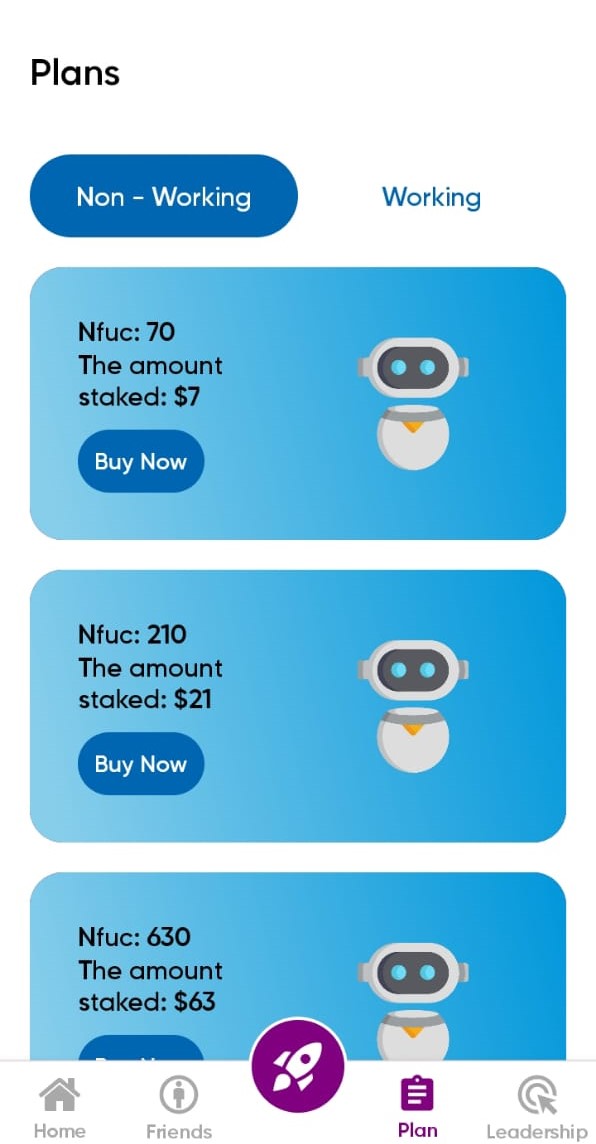 Plans
Non - Working
Working
Nfuc: 70
The amount
staked: $7
Buy Now
Nfuc: 210
The amount
staked: $21
Buy Now
Nfuc: 630
The amount
staked: $63
Home
Friends
Plan
Leadership